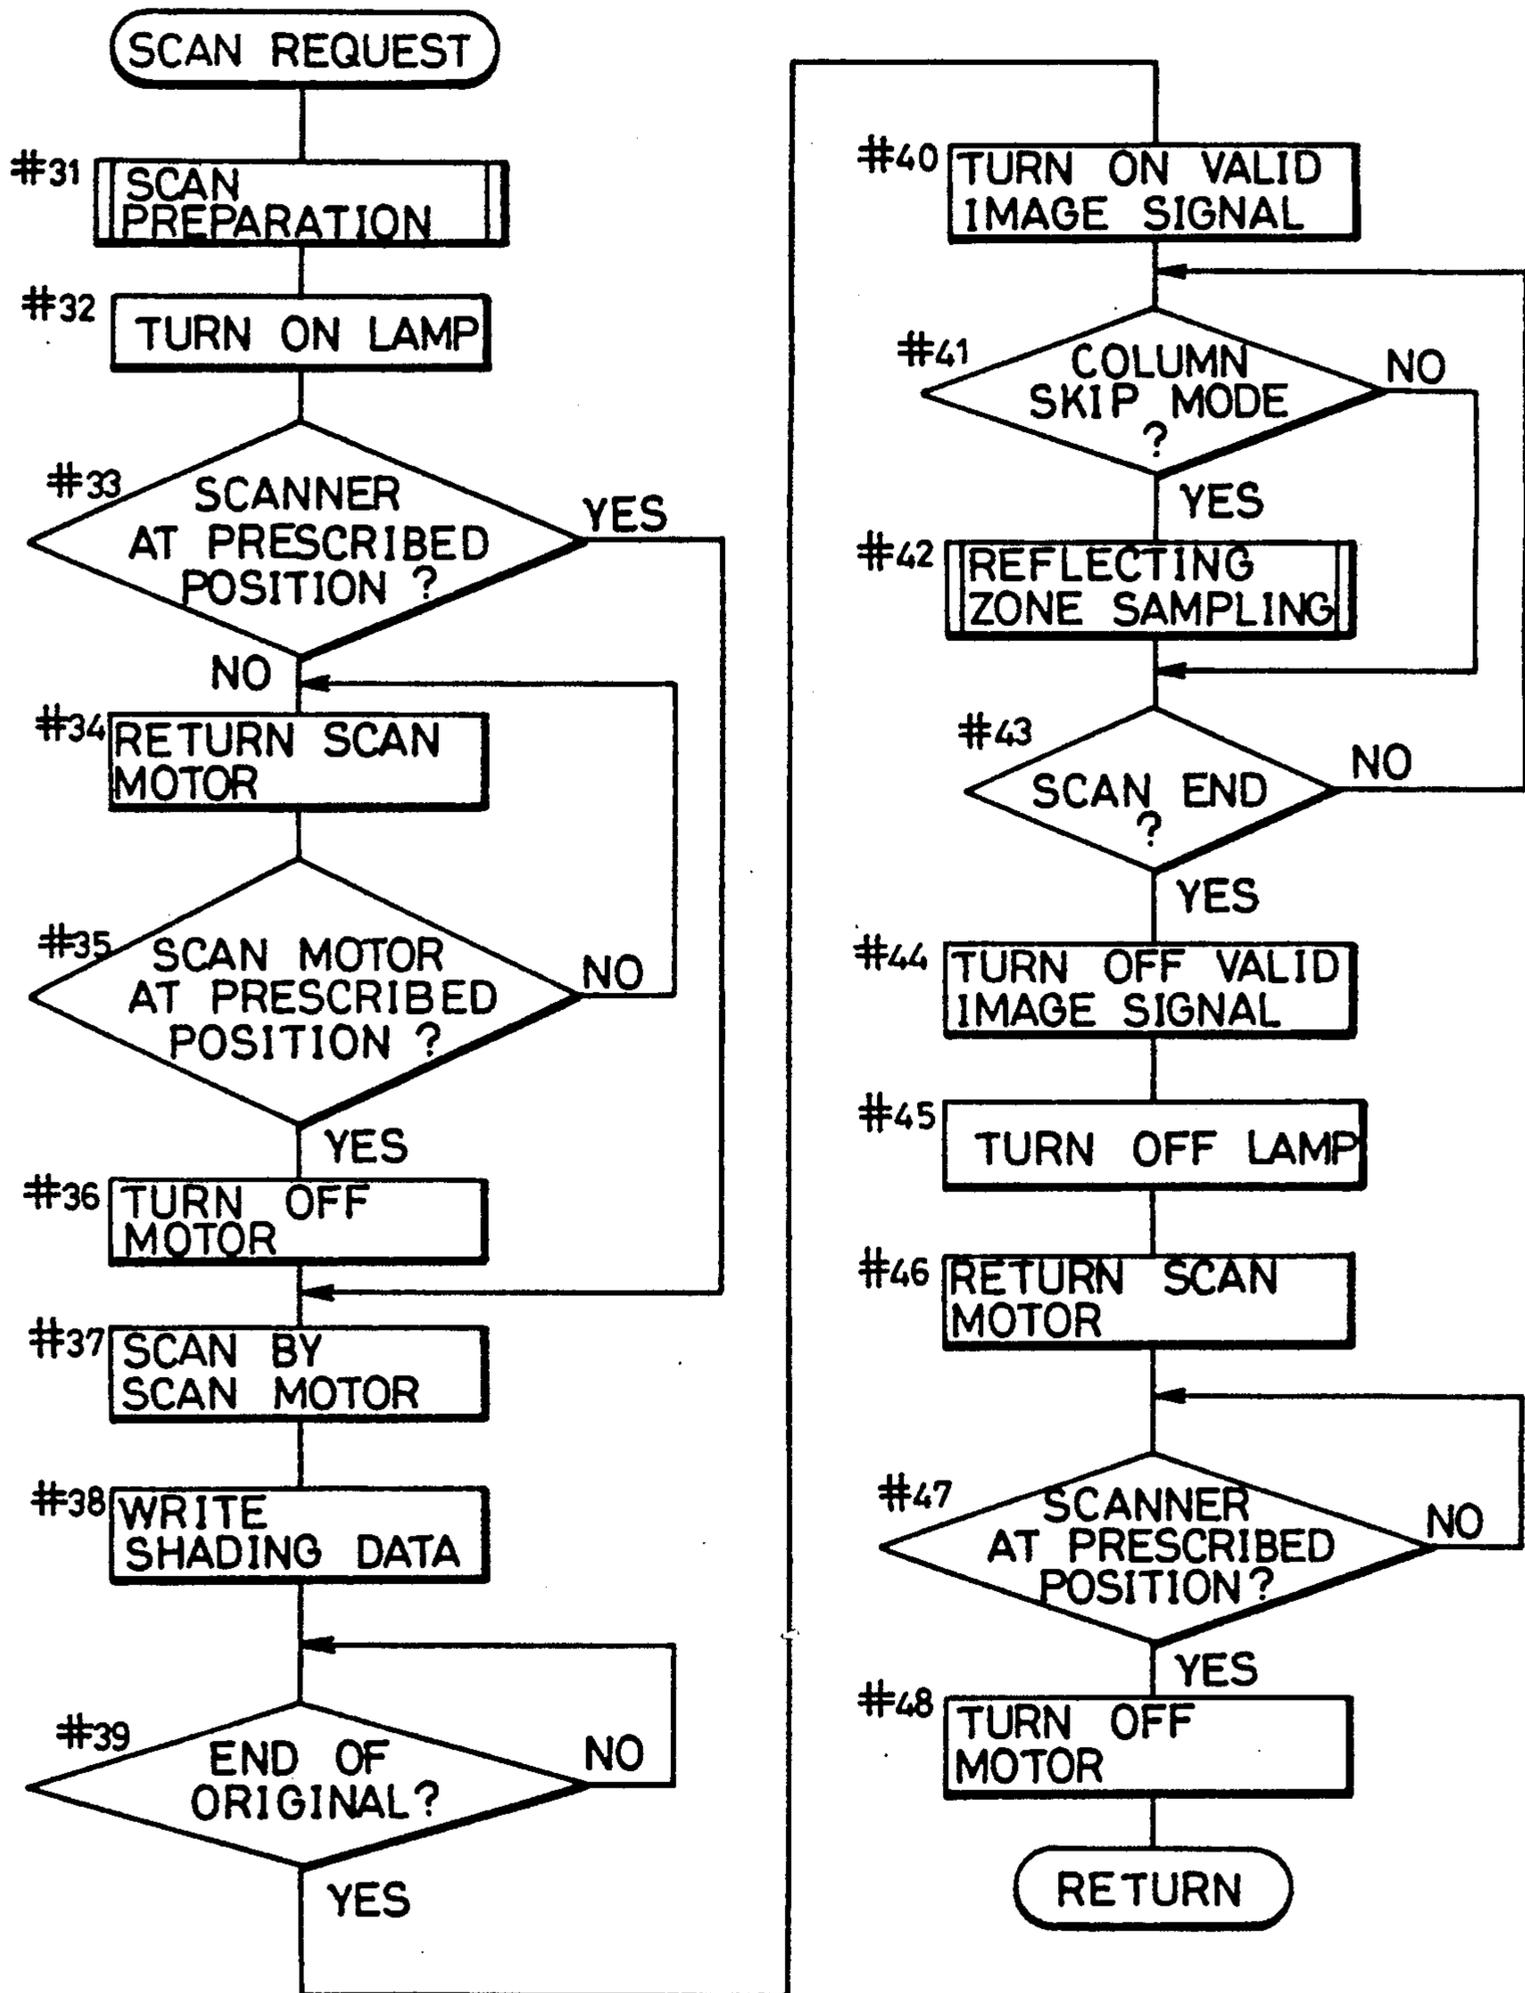 SCAN REQUEST
#31
SCAN
PREPARATION
#32
TURN ON LAMP
#33
SCANNER
AT PRESCRIBED
POSITION ?
YES
NO
#34
RETURN SCAN
MOTOR
#35
SCAN MOTOR
AT PRESCRIBED
POSITION ?
NO
YES
#36
TURN OFF
MOTOR
#37
SCAN BY
SCAN MOTOR
#38
WRITE
SHADING DATA
#39
END OF
ORIGINAL?
NO
YES
#40
TURN ON VALID
IMAGE SIGNAL
#41
COLUMN
SKIP MODE
?
NO
YES
#42
REFLECTING
ZONE SAMPLING
#43
SCAN END
?
NO
YES
#44
TURN OFF VALID
IMAGE SIGNAL
#45
TURN OFF LAMP
#46
RETURN SCAN
MOTOR
#47
SCANNER
AT PRESCRIBED
POSITION?
NO
YES
#48
TURN OFF
MOTOR
RETURN